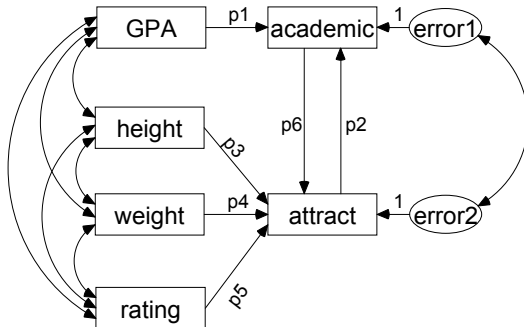 GPA p1 academic 1 error1
p6 p2
height p3
weight p4 attract 1 error2
rating p5